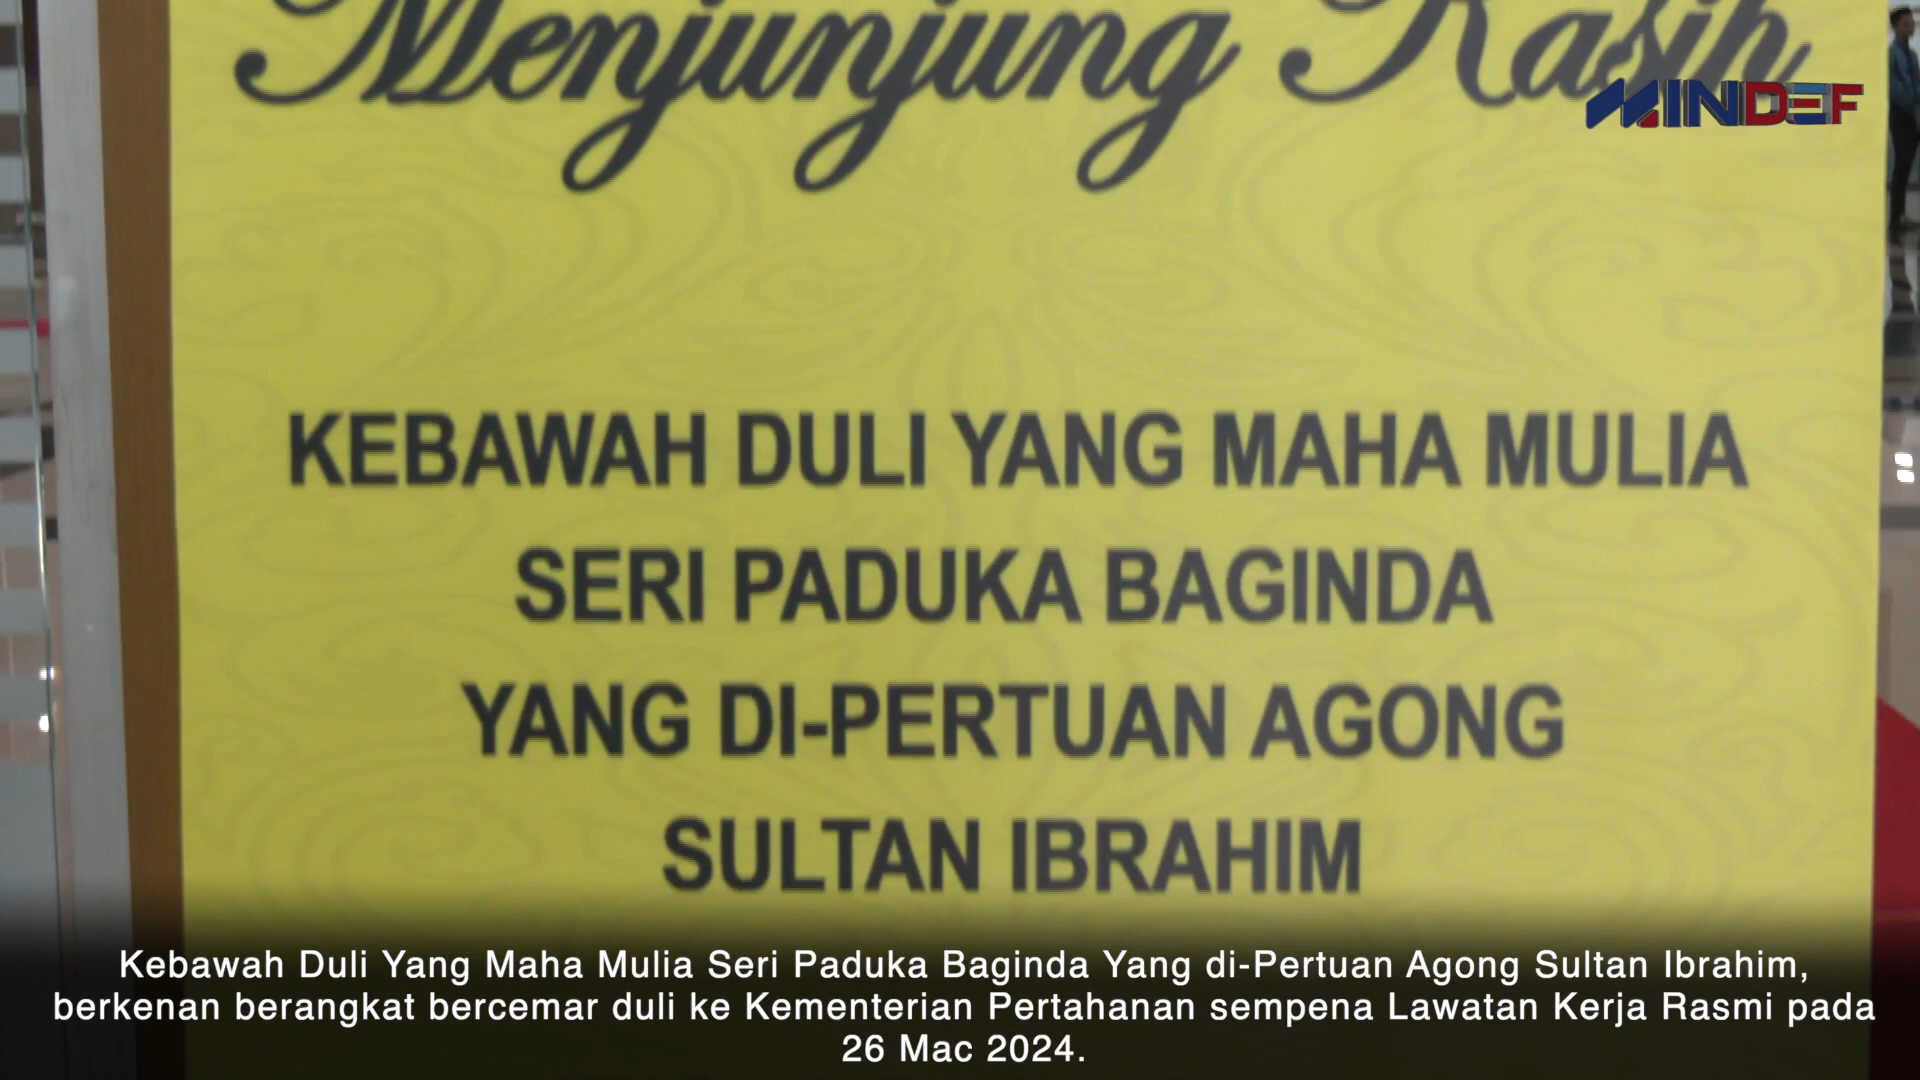 Menjunjung Kasih
MINDEF
KEBAWAH DULI YANG MAHA MULIA
SERI PADUKA BAGINDA
YANG DI-PERTUAN AGONG
SULTAN IBRAHIM
Kebawah Duli Yang Maha Mulia Seri Paduka Baginda Yang di-Pertuan Agong Sultan Ibrahim,
berkenan berangkat bercemar duli ke Kementerian Pertahanan sempena Lawatan Kerja Rasmi pada
26 Mac 2024.